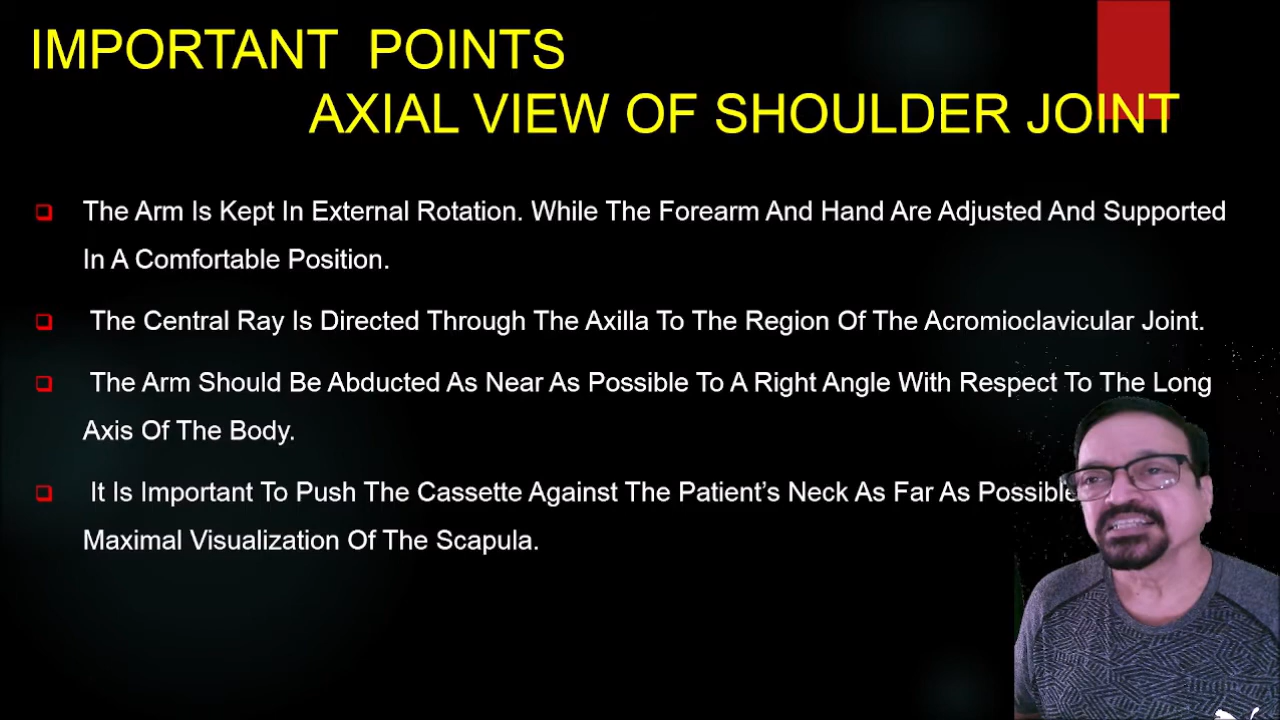 IMPORTANT POINTS
AXIAL VIEW OF SHOULDER JOINT
The Arm Is Kept In External Rotation. While The Forearm And Hand Are Adjusted And Supported
In A Comfortable Position.
The Central Ray Is Directed Through The Axilla To The Region Of The Acromioclavicular Joint.
The Arm Should Be Abducted As Near As Possible To A Right Angle With Respect To The Long
Axis Of The Body.
It Is Important To Push The Cassette Against The Patient’s Neck As Far As Possible
Maximal Visualization Of The Scapula.